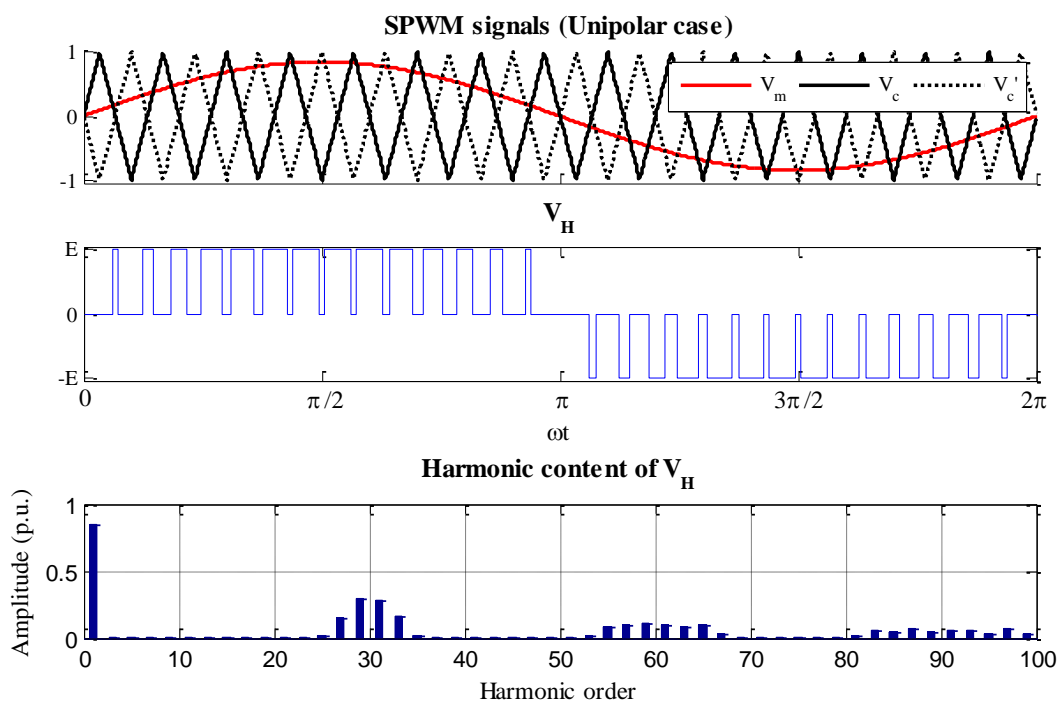 SPWM signals (Unipolar case)
1
0
-1
V_m V_c V_c'
V_H
E
0
-E
0 π/2 π 3π/2 2π
ωt
Harmonic content of V_H
Amplitude (p.u.)
1
0.5
0
0 10 20 30 40 50 60 70 80 90 100
Harmonic order